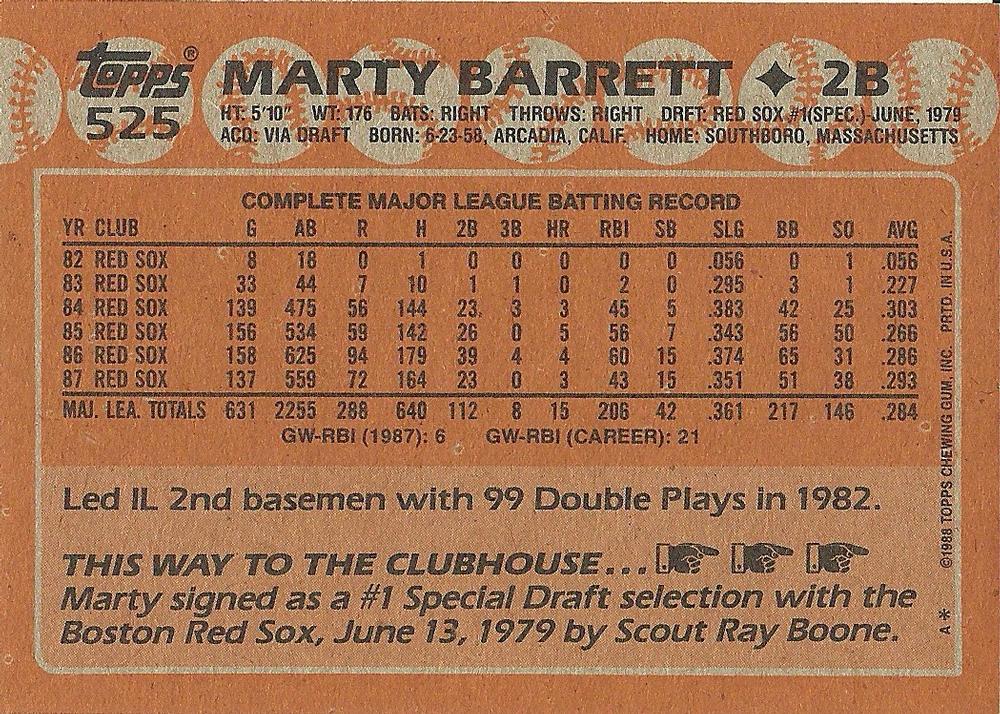 Topps® MARTY BARRETT ✦ 2B
525 HT: 5'10" WT: 176 BATS: RIGHT THROWS: RIGHT DRFT: RED SOX #1(SPEC.)-JUNE, 1979
ACQ: VIA DRAFT BORN: 6-23-58, ARCADIA, CALIF. HOME: SOUTHBORO, MASSACHUSETTS
COMPLETE MAJOR LEAGUE BATTING RECORD
YR CLUB G AB R H 2B 3B HR RBI SB SLG BB SO AVG
82 RED SOX 8 18 0 1 0 0 0 0 0 .056 0 1 .056
83 RED SOX 33 44 7 10 1 1 0 2 0 .295 3 1 .227
84 RED SOX 139 475 56 144 23 3 3 45 5 .383 42 25 .303
85 RED SOX 156 534 59 142 26 0 5 56 7 .343 56 50 .266
86 RED SOX 158 625 94 179 39 4 4 60 15 .374 65 31 .286
87 RED SOX 137 559 72 164 23 0 3 43 15 .351 51 38 .293
MAJ. LEA. TOTALS 631 2255 288 640 112 8 15 206 42 .361 217 146 .284
GW-RBI (1987): 6 GW-RBI (CAREER): 21
Led IL 2nd basemen with 99 Double Plays in 1982.
THIS WAY TO THE CLUBHOUSE...
Marty signed as a #1 Special Draft selection with the
Boston Red Sox, June 13, 1979 by Scout Ray Boone.
A* ©1988 TOPPS CHEWING GUM, INC. PRTD. IN U.S.A.